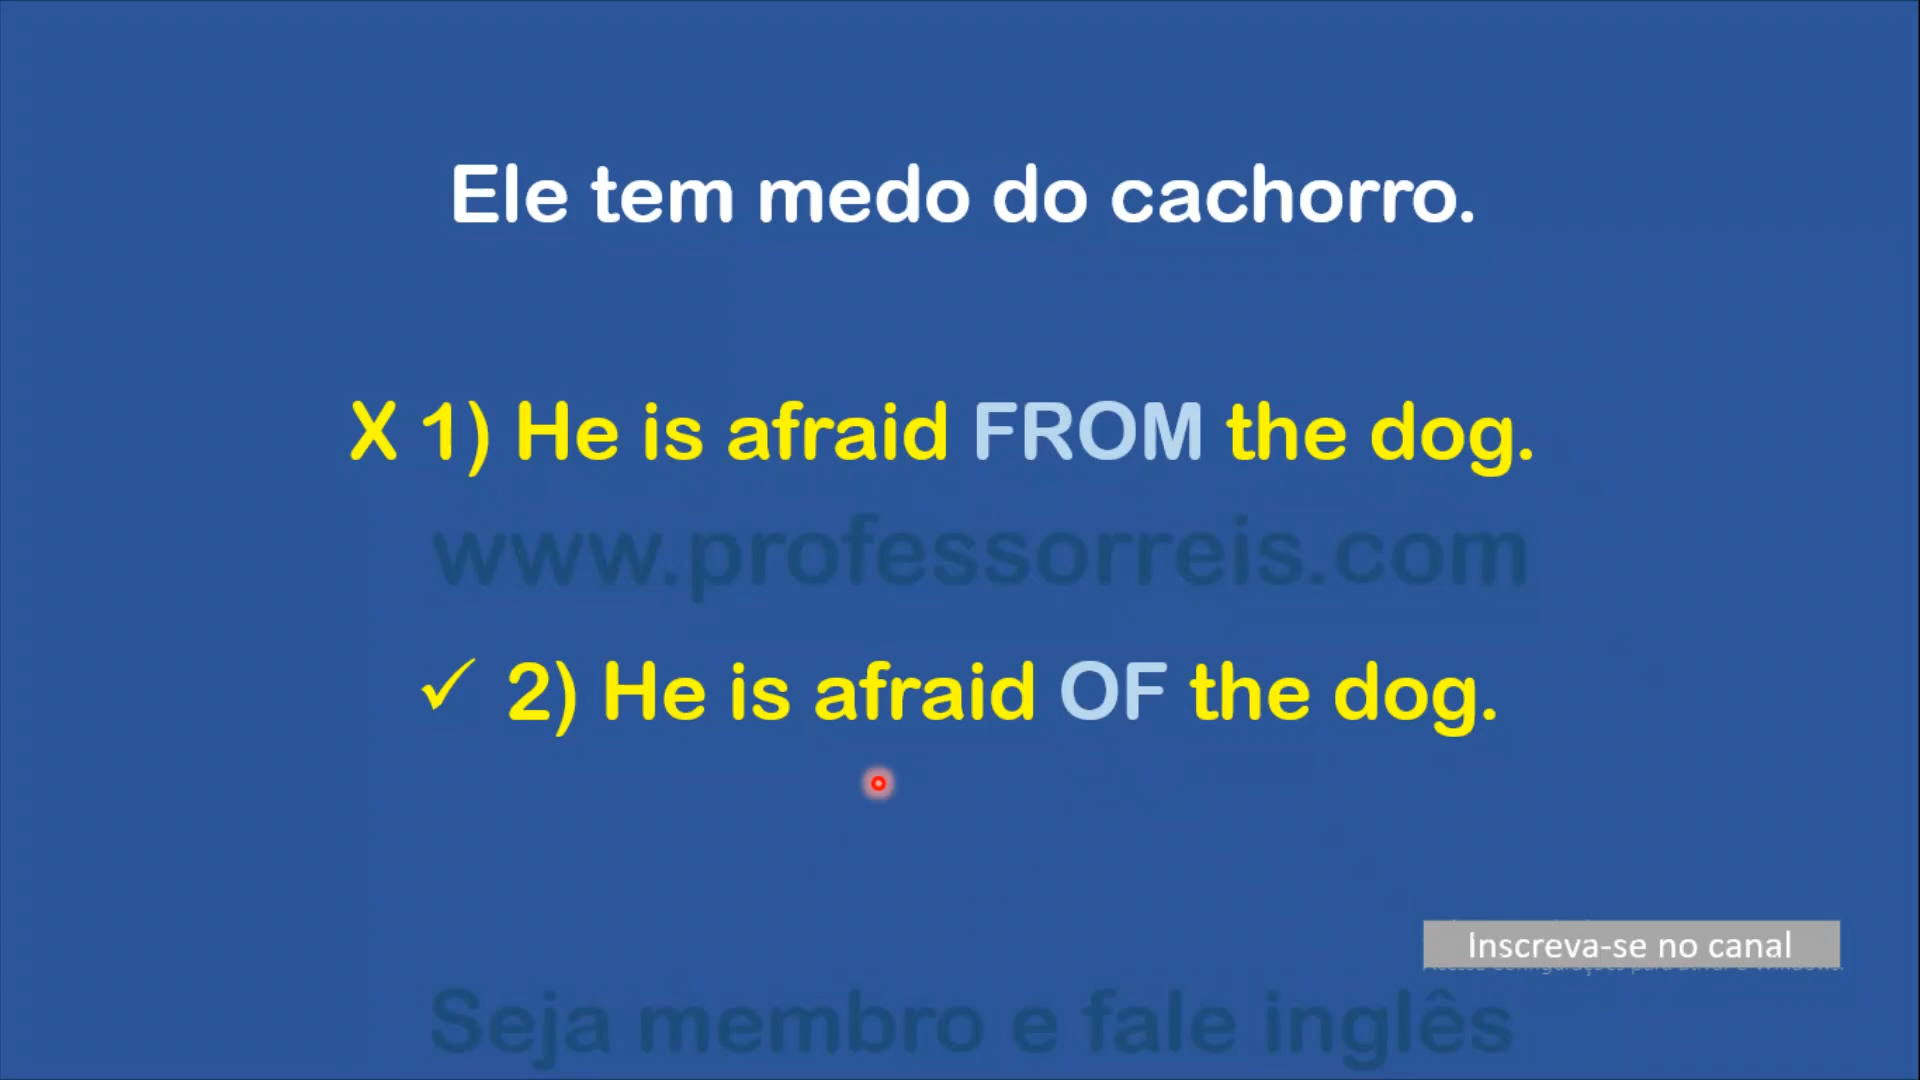 Ele tem medo do cachorro.
X 1) He is afraid FROM the dog.
www.professorreis.com
✓ 2) He is afraid OF the dog.
Inscreva-se no canal
Seja membro e fale inglês